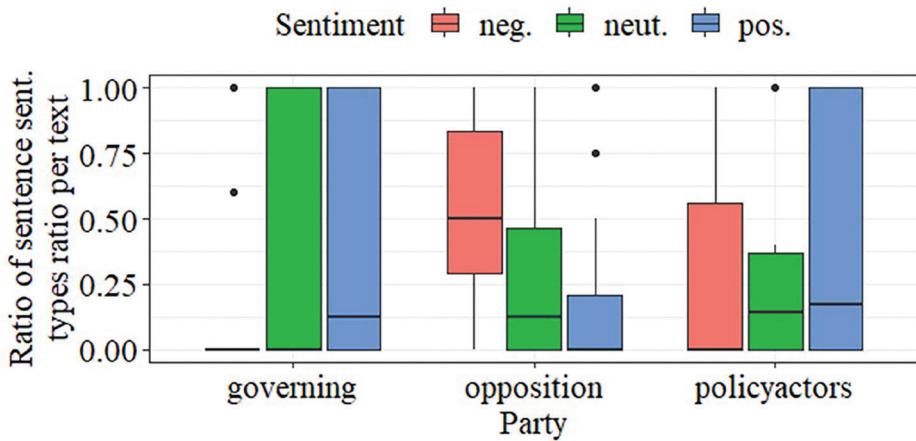 Sentiment neg. neut. pos.
Ratio of sentence sent.
types ratio per text
1.00
0.75
0.50
0.25
0.00
governing opposition policyactors
Party